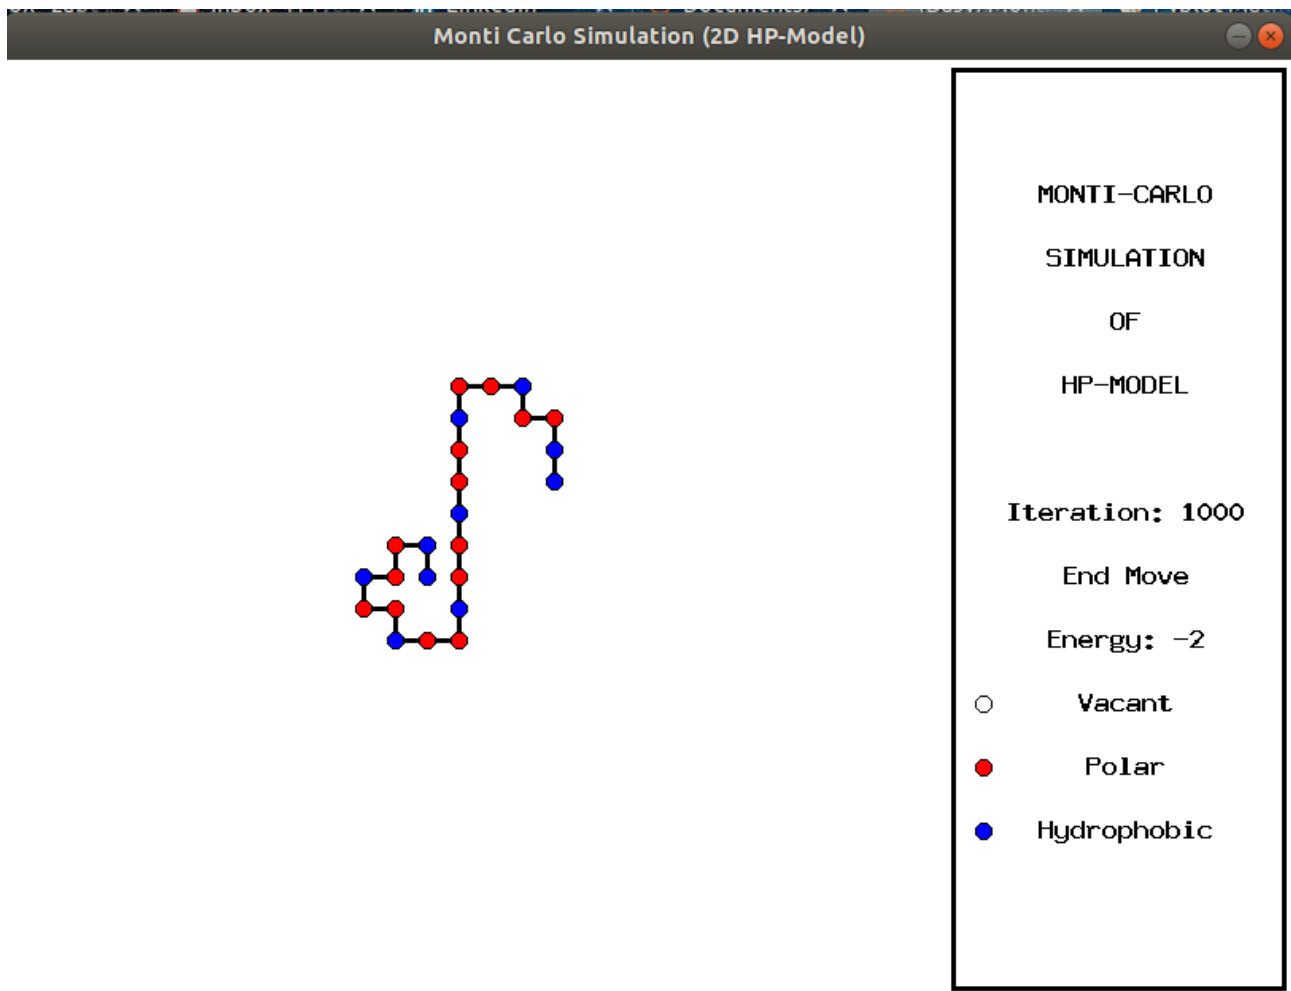 Monti Carlo Simulation (2D HP-Model)
MONTI-CARLO
SIMULATION
OF
HP-MODEL
Iteration: 1000
End Move
Energy: -2
Vacant
Polar
Hydrophobic